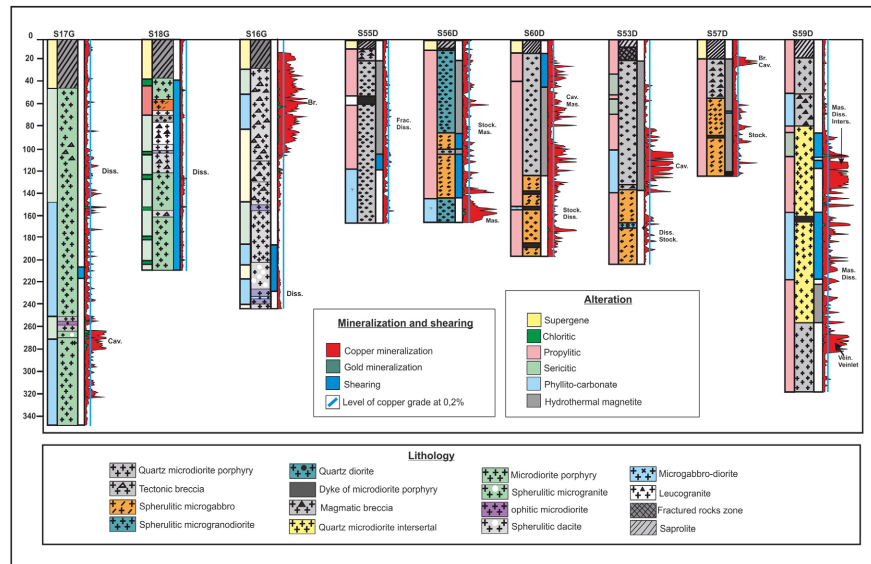 S17G S18G S16G S55D S56D S60D S53D S57D S59D
0
20
40
60
80
100
120
140
160
180
200
220
240
260
280
300
320
340
Diss.
Cav.
Diss.
Br.
Diss.
Frac.
Diss.
Stock.
Mas.
Mas.
Cav.
Mas.
Stock.
Diss.
Cav.
Diss.
Stock.
Br.
Cav.
Stock.
Mas.
Diss.
Inters.
Mas.
Diss.
Vein.
Veinlet
Mineralization and shearing
Copper mineralization
Gold mineralization
Shearing
Level of copper grade at 0,2%
Alteration
Supergene
Chloritic
Propylitic
Sericitic
Phyllito-carbonate
Hydrothermal magnetite
Lithology
Quartz microdiorite porphyry
Tectonic breccia
Spherulitic microgabbro
Spherulitic microgranodiorite
Quartz diorite
Dyke of microdiorite porphyry
Magmatic breccia
Quartz microdiorite intersertal
Microdiorite porphyry
Spherulitic microgranite
ophitic microdiorite
Spherulitic dacite
Microgabbro-diorite
Leucogranite
Fractured rocks zone
Saprolite